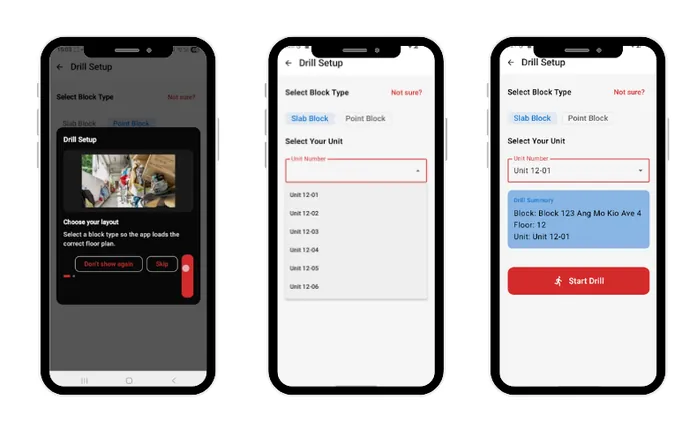 Drill Setup
Select Block Type
Not sure?
Slab Block
Point Block
Drill Setup
Choose your layout
Select a block type so the app loads the
correct floor plan.
Don't show again
Skip
Drill Setup
Select Block Type
Not sure?
Slab Block
Point Block
Select Your Unit
Unit Number
Unit 12-01
Unit 12-02
Unit 12-03
Unit 12-04
Unit 12-05
Unit 12-06
Drill Setup
Select Block Type
Not sure?
Slab Block
Point Block
Select Your Unit
Unit Number
Unit 12-01
Drill Summary
Block: Block 123 Ang Mo Kio Ave 4
Floor: 12
Unit: Unit 12-01
Start Drill